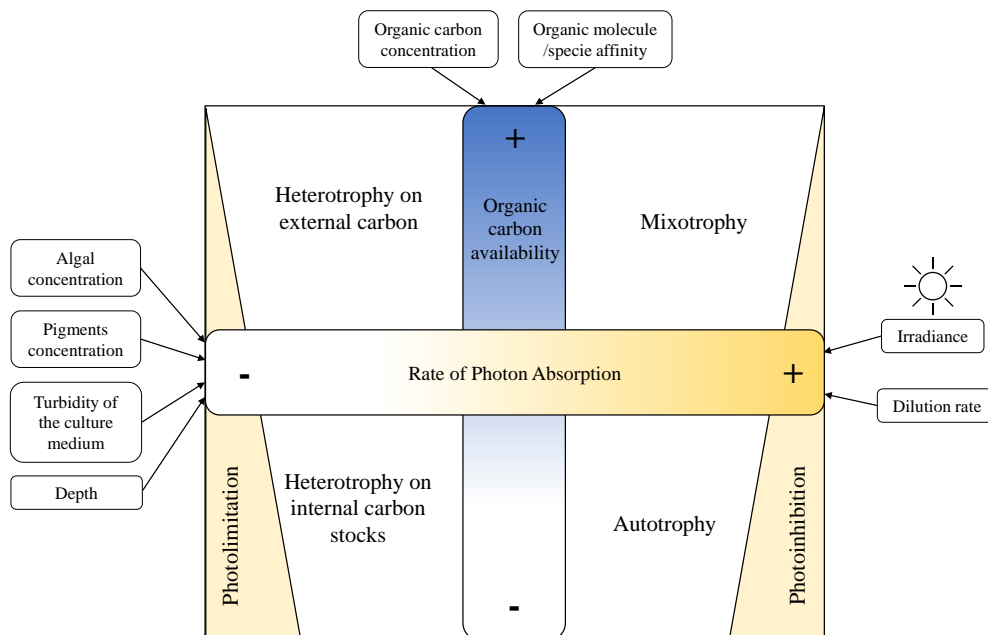 Organic carbon
concentration
Organic molecule
/specie affinity
+
Heterotrophy on
external carbon
Organic
carbon
availability
Mixotrophy
Algal
concentration
Pigments
concentration
Turbidity of
the culture
medium
Depth
-
Rate of Photon Absorption
+
Irradiance
Dilution rate
Photolimitation
Heterotrophy on
internal carbon
stocks
Autotrophy
Photoinhibition
-